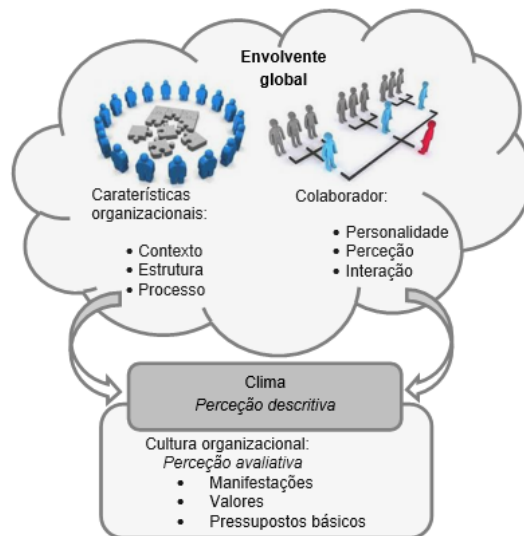 Envolvente
global
Caraterísticas
organizacionais:
• Contexto
• Estrutura
• Processo
Colaborador:
• Personalidade
• Perceção
• Interação
Clima
Perceção descritiva
Cultura organizacional:
Perceção avaliativa
• Manifestações
• Valores
• Pressupostos básicos